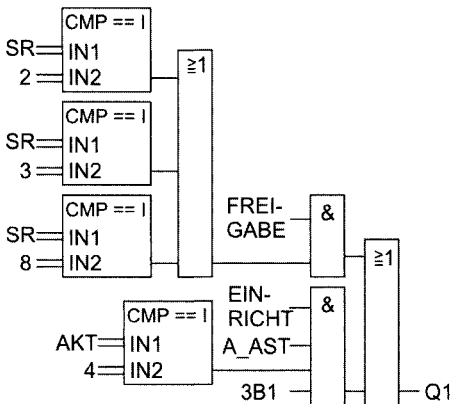 CMP == I
SR IN1
2 IN2
≧1
CMP == I
SR IN1
3 IN2
CMP == I
SR IN1
8 IN2
FREI-
GABE
&
≧1
CMP == I
AKT IN1
4 IN2
EIN-
RICHT
&
A_AST
3B1
Q1